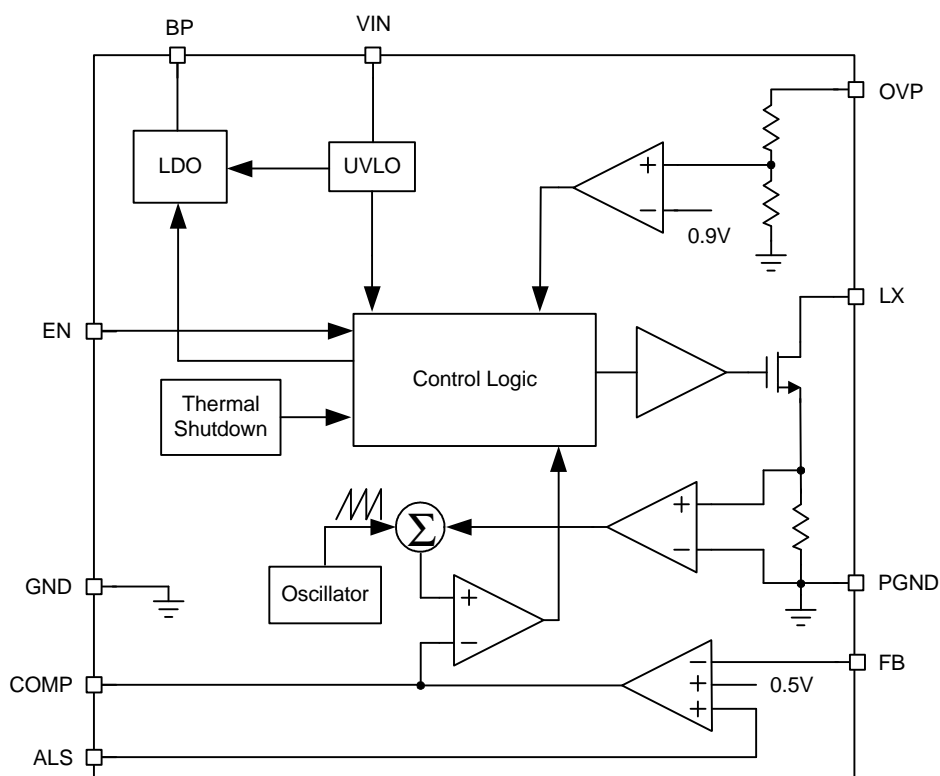 BP
VIN
OVP
LDO
UVLO
+
−
0.9V
LX
EN
Control Logic
Thermal
Shutdown
+
−
Σ
GND
Oscillator
PGND
+
−
FB
−
+
0.5V
+
COMP
ALS